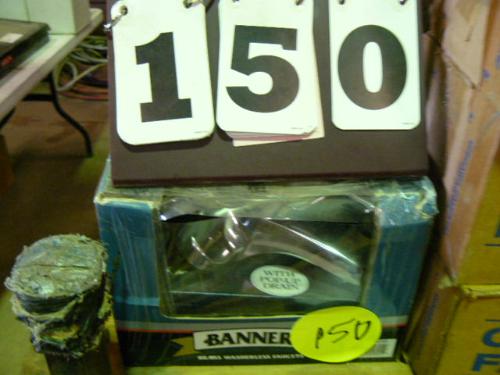 150
WITH
POP-UP
DRAIN
BANNER
P50